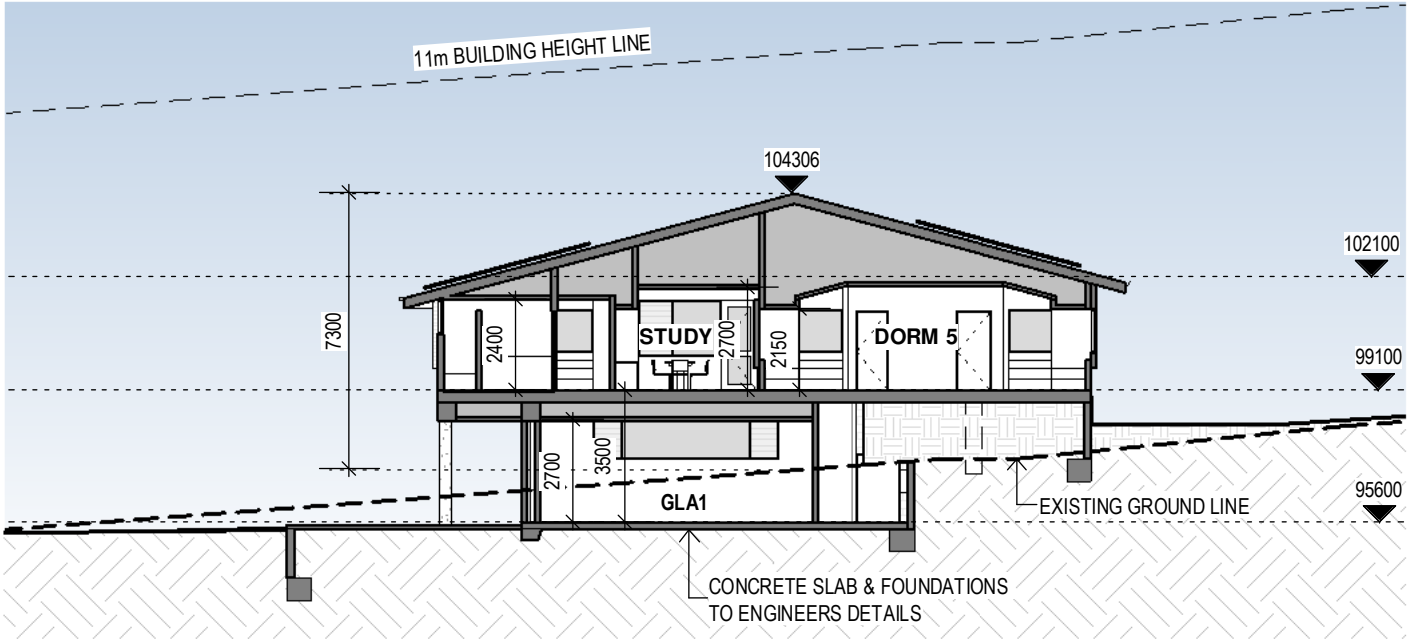 11m BUILDING HEIGHT LINE
104306
102100
7300
2400
STUDY
2700
2150
DORM 5
99100
2700
3500
GLA1
95600
EXISTING GROUND LINE
CONCRETE SLAB & FOUNDATIONS
TO ENGINEERS DETAILS